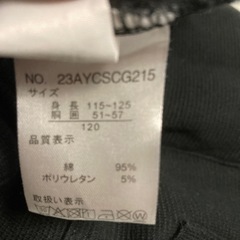 NO. 23AYCSCG215
サイズ
身長 115~125
胸囲 51~57
120
品質表示
綿 95%
ポリウレタン 5%
取扱い表示